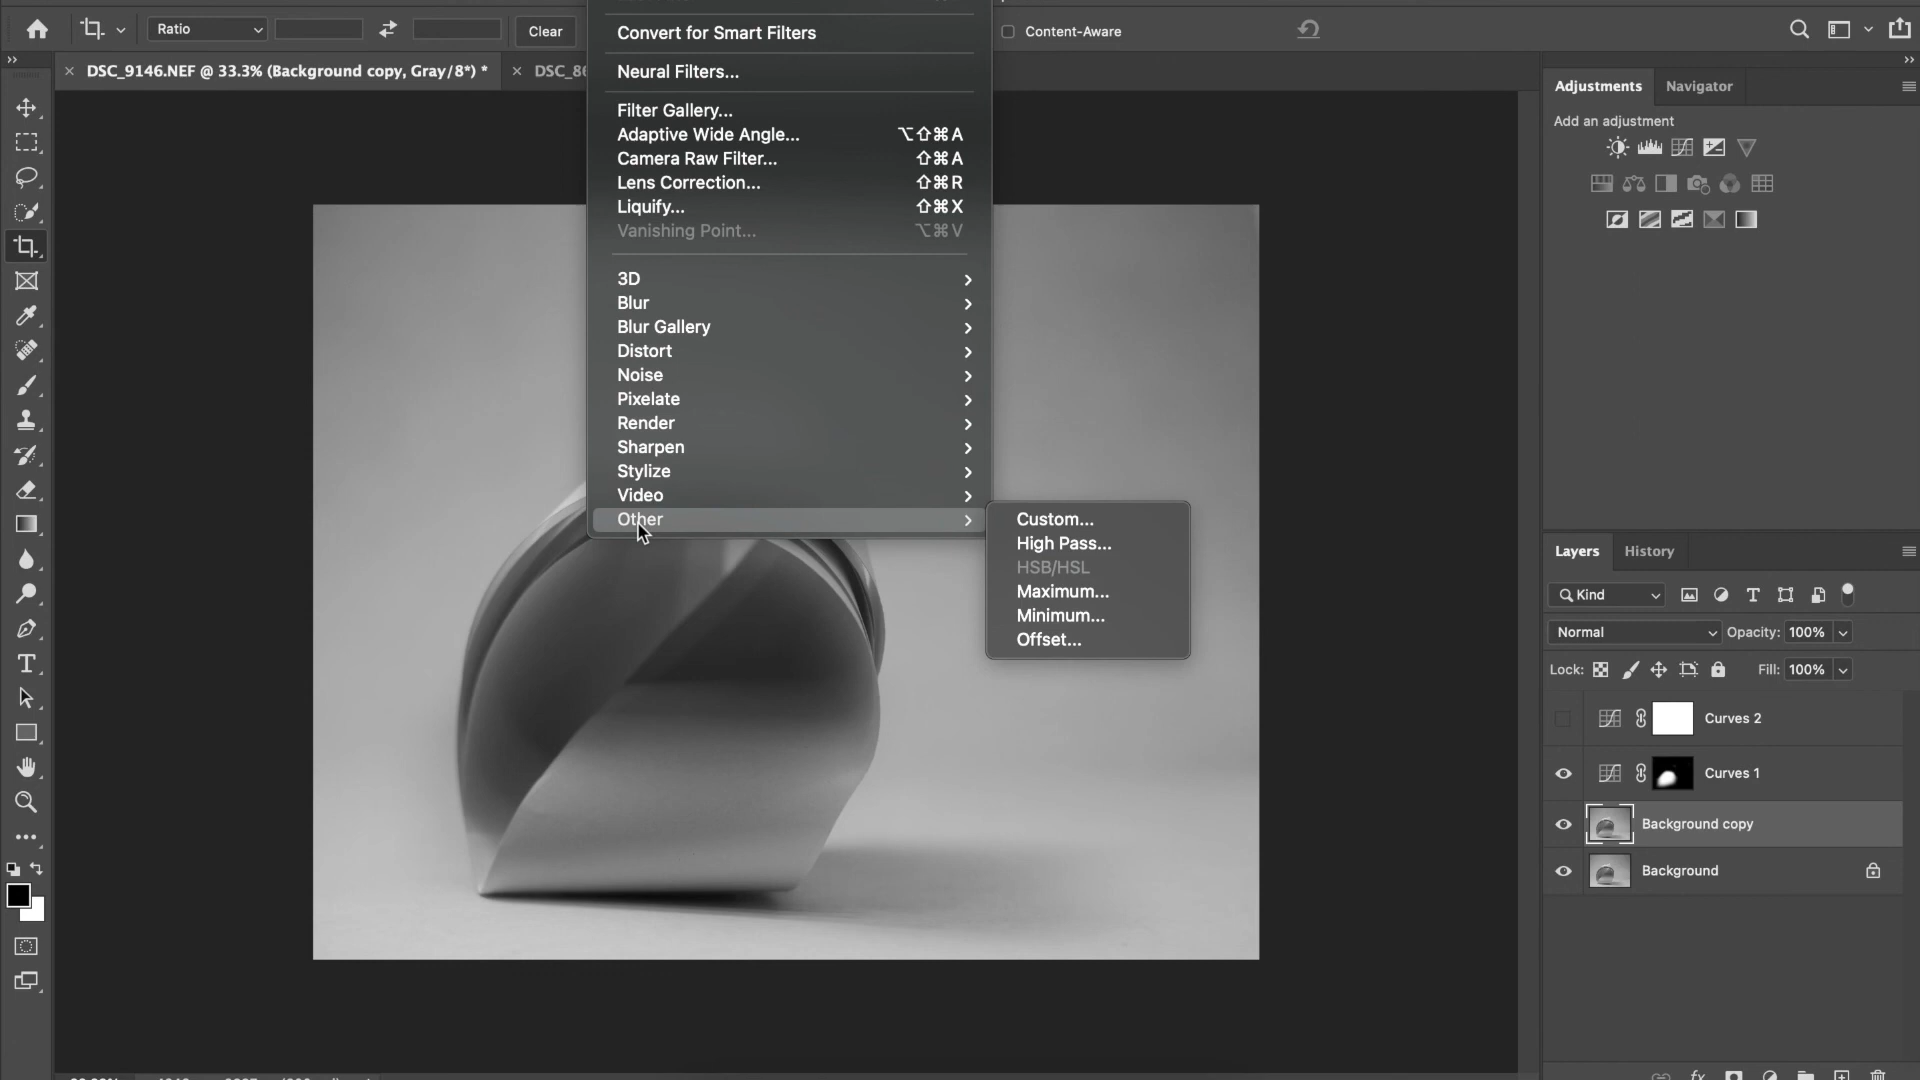 Ratio
Clear
Content-Aware
DSC_9146.NEF @ 33.3% (Background copy, Gray/8*) *
Convert for Smart Filters
Neural Filters...
Filter Gallery...
Adaptive Wide Angle... ⌥⇧⌘A
Camera Raw Filter... ⇧⌘A
Lens Correction... ⇧⌘R
Liquify... ⇧⌘X
Vanishing Point... ⌥⌘V
3D
Blur
Blur Gallery
Distort
Noise
Pixelate
Render
Sharpen
Stylize
Video
Other
Custom...
High Pass...
HSB/HSL
Maximum...
Minimum...
Offset...
Adjustments
Navigator
Add an adjustment
Layers
History
Kind
Normal
Opacity: 100%
Lock:
Fill: 100%
Curves 2
Curves 1
Background copy
Background
fx